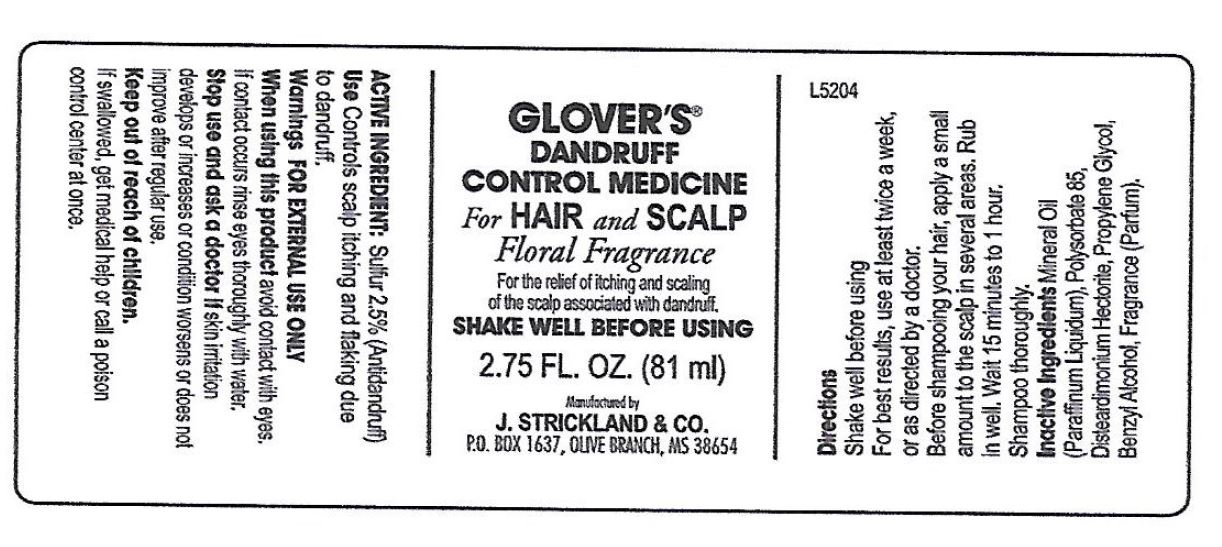 ACTIVE INGREDIENT: Sulfur 2.5% (Antidandruff)
Use Controls scalp itching and flaking due
to dandruff.
Warnings FOR EXTERNAL USE ONLY
When using this product avoid contact with eyes.
If contact occurs rinse eyes thoroughly with water.
Stop use and ask a doctor if skin irritation
develops or increases or condition worsens or does not
improve after regular use.
Keep out of reach of children.
If swallowed, get medical help or call a poison
control center at once.
GLOVER'S®
DANDRUFF
CONTROL MEDICINE
For HAIR and SCALP
Floral Fragrance
For the relief of itching and scaling
of the scalp associated with dandruff.
SHAKE WELL BEFORE USING
2.75 FL. OZ. (81 ml)
Manufactured by
J. STRICKLAND & CO.
P.O. BOX 1637, OLIVE BRANCH, MS 38654
L5204
Directions
Shake well before using
For best results, use at least twice a week,
or as directed by a doctor.
Before shampooing your hair, apply a small
amount to the scalp in several areas. Rub
in well. Wait 15 minutes to 1 hour.
Shampoo thoroughly.
Inactive Ingredients Mineral Oil
(Paraffinum Liquidum), Polysorbate 85,
Disteardimonium Hectorite, Propylene Glycol,
Benzyl Alcohol, Fragrance (Parfum).